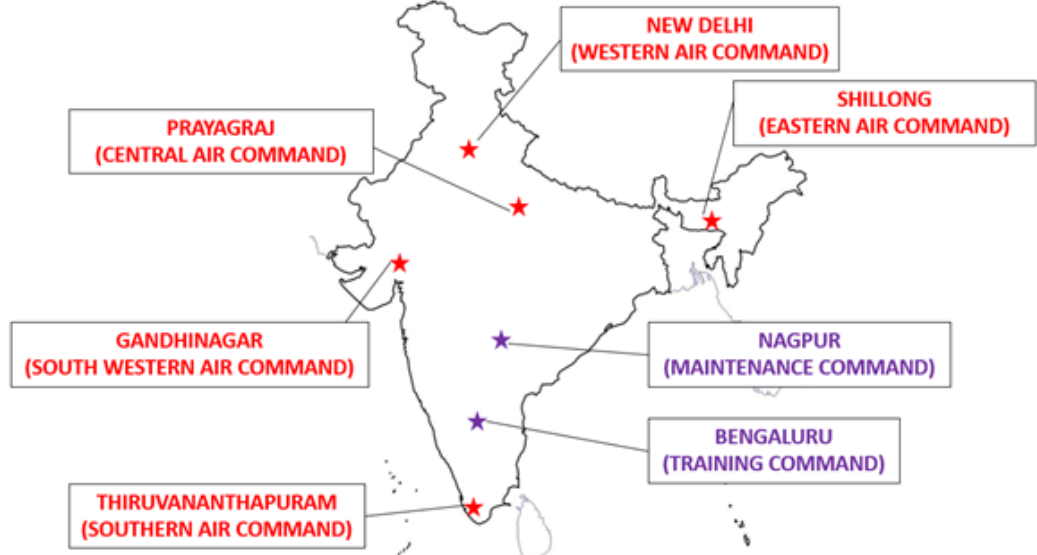 NEW DELHI
(WESTERN AIR COMMAND)
SHILLONG
(EASTERN AIR COMMAND)
PRAYAGRAJ
(CENTRAL AIR COMMAND)
GANDHINAGAR
(SOUTH WESTERN AIR COMMAND)
NAGPUR
(MAINTENANCE COMMAND)
BENGALURU
(TRAINING COMMAND)
THIRUVANANTHAPURAM
(SOUTHERN AIR COMMAND)